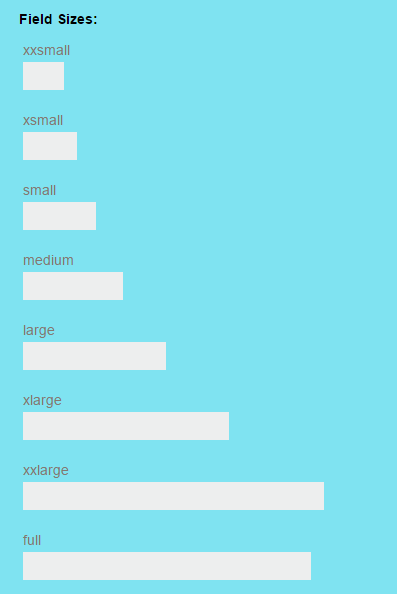 Field Sizes:
xxsmall
xsmall
small
medium
large
xlarge
xxlarge
full